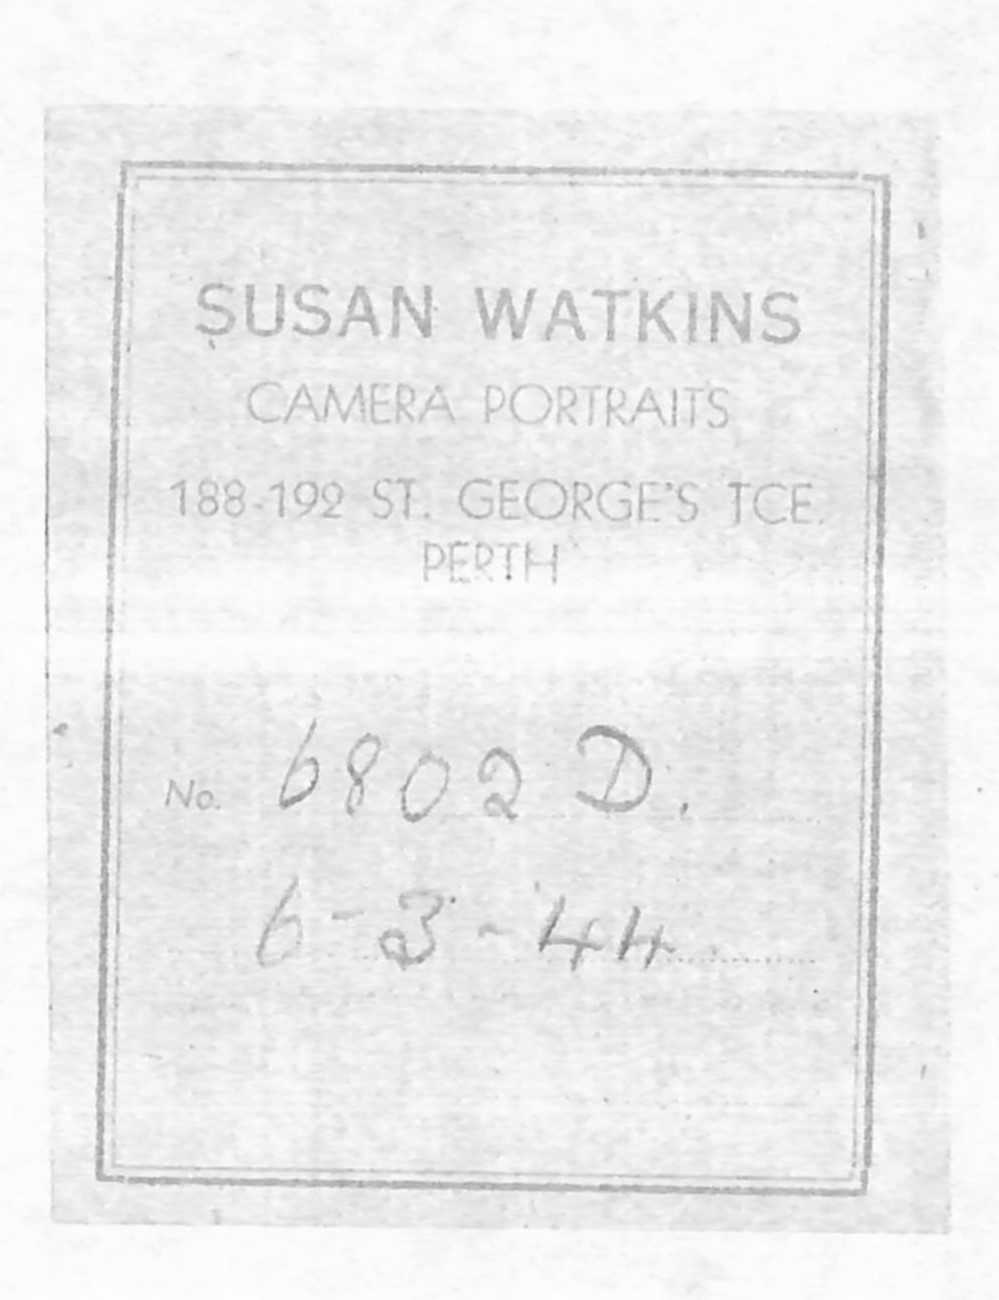 SUSAN WATKINS
CAMERA PORTRAITS
188-192 ST. GEORGE'S TCE.
PERTH
No. 6802 D.
6-3-44